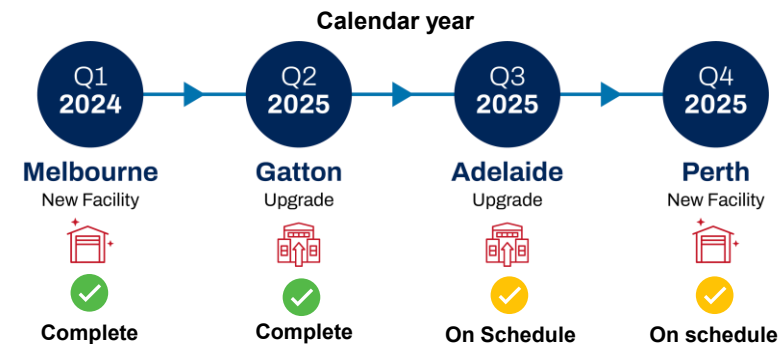 Calendar year
Q1
2024
Q2
2025
Q3
2025
Q4
2025
Melbourne
New Facility
Gatton
Upgrade
Adelaide
Upgrade
Perth
New Facility
Complete
Complete
On Schedule
On schedule